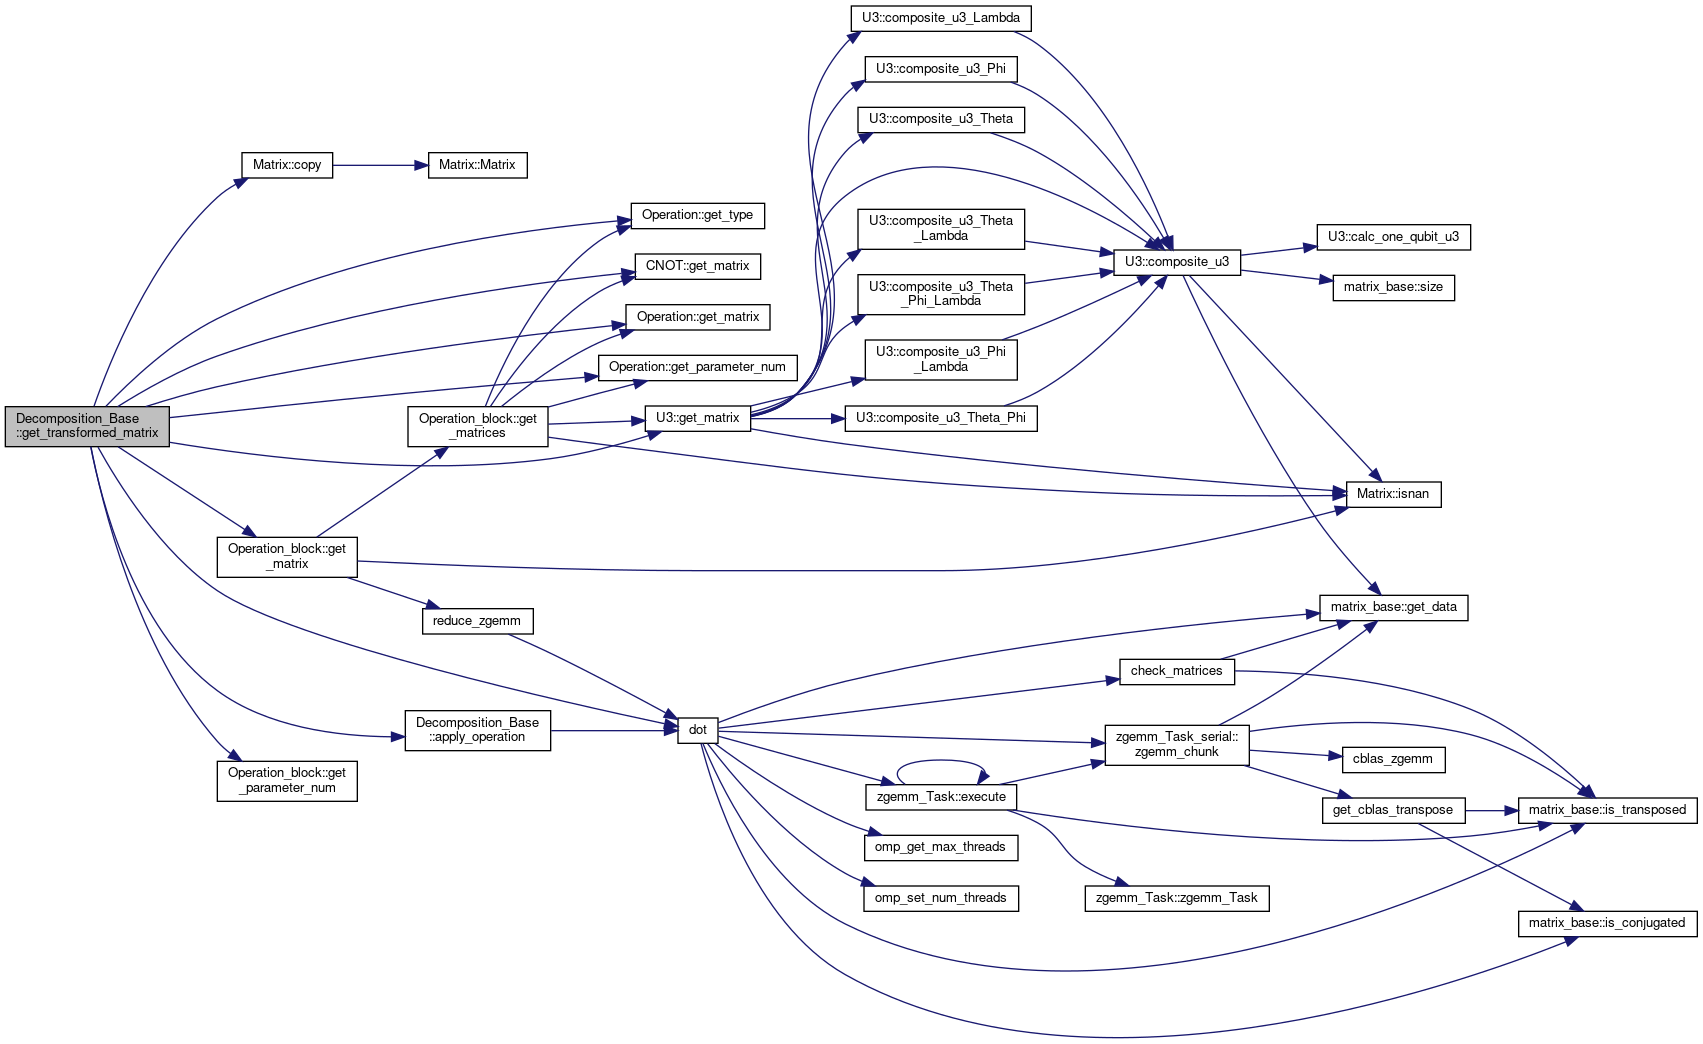 U3::composite_u3_Lambda
U3::composite_u3_Phi
U3::composite_u3_Theta
Matrix::copy
Matrix::Matrix
Operation::get_type
U3::composite_u3_Theta
_Lambda
U3::calc_one_qubit_u3
CNOT::get_matrix
U3::composite_u3
matrix_base::size
U3::composite_u3_Theta
_Phi_Lambda
Operation::get_matrix
U3::composite_u3_Phi
_Lambda
Operation::get_parameter_num
Decomposition_Base
::get_transformed_matrix
Operation_block::get
_matrices
U3::get_matrix
U3::composite_u3_Theta_Phi
Matrix::isnan
Operation_block::get
_matrix
matrix_base::get_data
reduce_zgemm
check_matrices
Decomposition_Base
::apply_operation
dot
zgemm_Task_serial::
zgemm_chunk
cblas_zgemm
Operation_block::get
_parameter_num
zgemm_Task::execute
get_cblas_transpose
matrix_base::is_transposed
omp_get_max_threads
omp_set_num_threads
zgemm_Task::zgemm_Task
matrix_base::is_conjugated